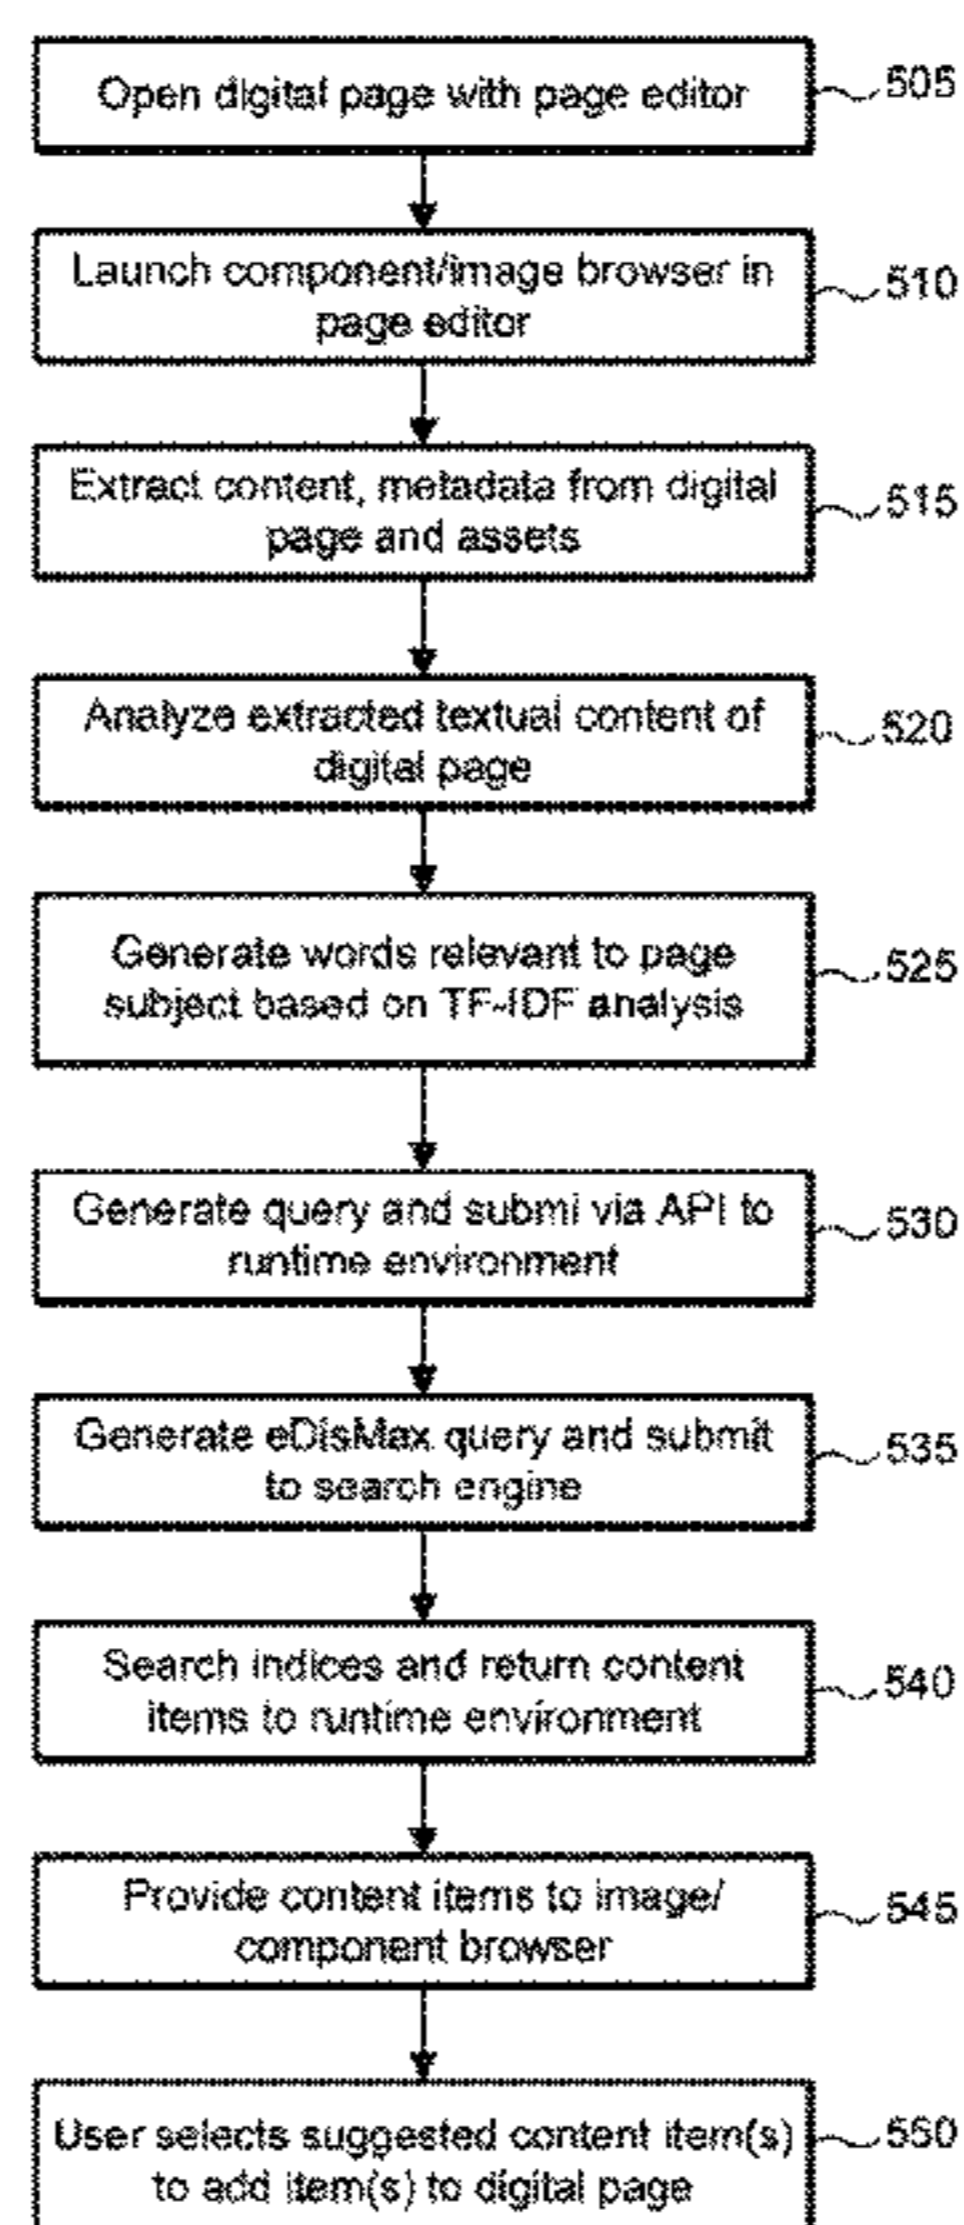 Open digital page with page editor
505
Launch component/image browser in
page editor
510
Extract content, metadata from digital
page and assets
515
Analyze extracted textual content of
digital page
520
Generate words relevant to page
subject based on TF-IDF analysis
525
Generate query and submi via API to
runtime environment
530
Generate eDisMax query and submit
to search engine
535
Search indices and return content
items to runtime environment
540
Provide content items to image/
component browser
545
User selects suggested content item(s)
to add item(s) to digital page
550